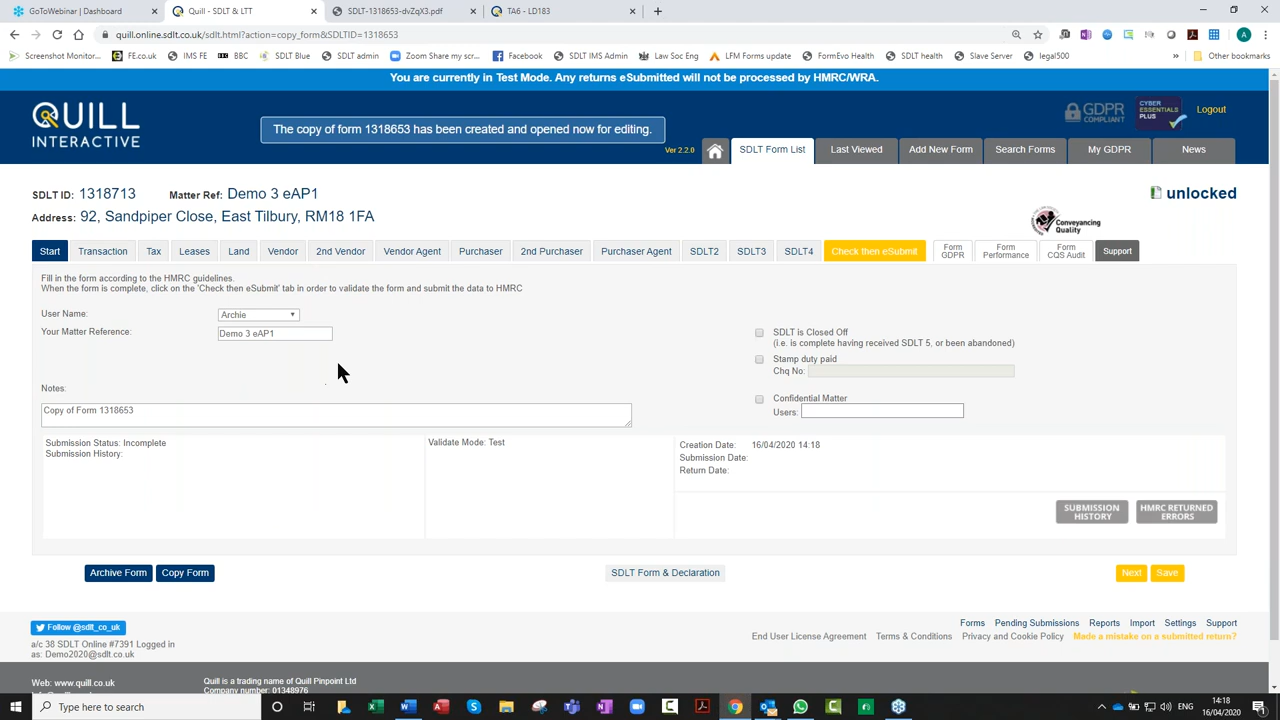 GoToWebinar | Dashboard
Quill - SDLT & LTT
SDLT-1318653-dvZqX3.pdf
TA6 - LD183
quill.online.sdlt.co.uk/sdlt.html?action=copy_form&SDLTID=1318653
Screenshot Monitor...
FE.co.uk
IMS FE
BBC
SDLT Blue
SDLT admin
Zoom Share my scr...
Facebook
SDLT IMS Admin
Law Soc Eng
LFM Forms update
FormEvo Health
SDLT health
Slave Server
legal500
Other bookmarks
You are currently in Test Mode. Any returns eSubmitted will not be processed by HMRC/WRA.
QUILL
INTERACTIVE
The copy of form 1318653 has been created and opened now for editing.
GDPR
COMPLIANT
CYBER
ESSENTIALS
PLUS
Logout
Ver 2.2.0
SDLT Form List
Last Viewed
Add New Form
Search Forms
My GDPR
News
SDLT ID: 1318713 Matter Ref: Demo 3 eAP1
unlocked
Address: 92, Sandpiper Close, East Tilbury, RM18 1FA
Conveyancing
Quality
Start
Transaction
Tax
Leases
Land
Vendor
2nd Vendor
Vendor Agent
Purchaser
2nd Purchaser
Purchaser Agent
SDLT2
SDLT3
SDLT4
Check then eSubmit
Form
GDPR
Form
Performance
Form
CQS Audit
Support
Fill in the form according to the HMRC guidelines.
When the form is complete, click on the 'Check then eSubmit' tab in order to validate the form and submit the data to HMRC
User Name: Archie
Your Matter Reference: Demo 3 eAP1
SDLT is Closed Off
(i.e. is complete having received SDLT 5, or been abandoned)
Stamp duty paid
Chq No:
Notes:
Confidential Matter
Users:
Copy of Form 1318653
Submission Status: Incomplete
Submission History:
Validate Mode: Test
Creation Date: 16/04/2020 14:18
Submission Date:
Return Date:
SUBMISSION
HISTORY
HMRC RETURNED
ERRORS
Archive Form
Copy Form
SDLT Form & Declaration
Next
Save
Follow @sdlt_co_uk
a/c 38 SDLT Online #7391 Logged in
as: Demo2020@sdlt.co.uk
Forms Pending Submissions Reports Import Settings Support
End User License Agreement Terms & Conditions Privacy and Cookie Policy Made a mistake on a submitted return?
Web: www.quill.co.uk
Quill is a trading name of Quill Pinpoint Ltd
Company number: 01348976
Type here to search
ENG
14:18
16/04/2020